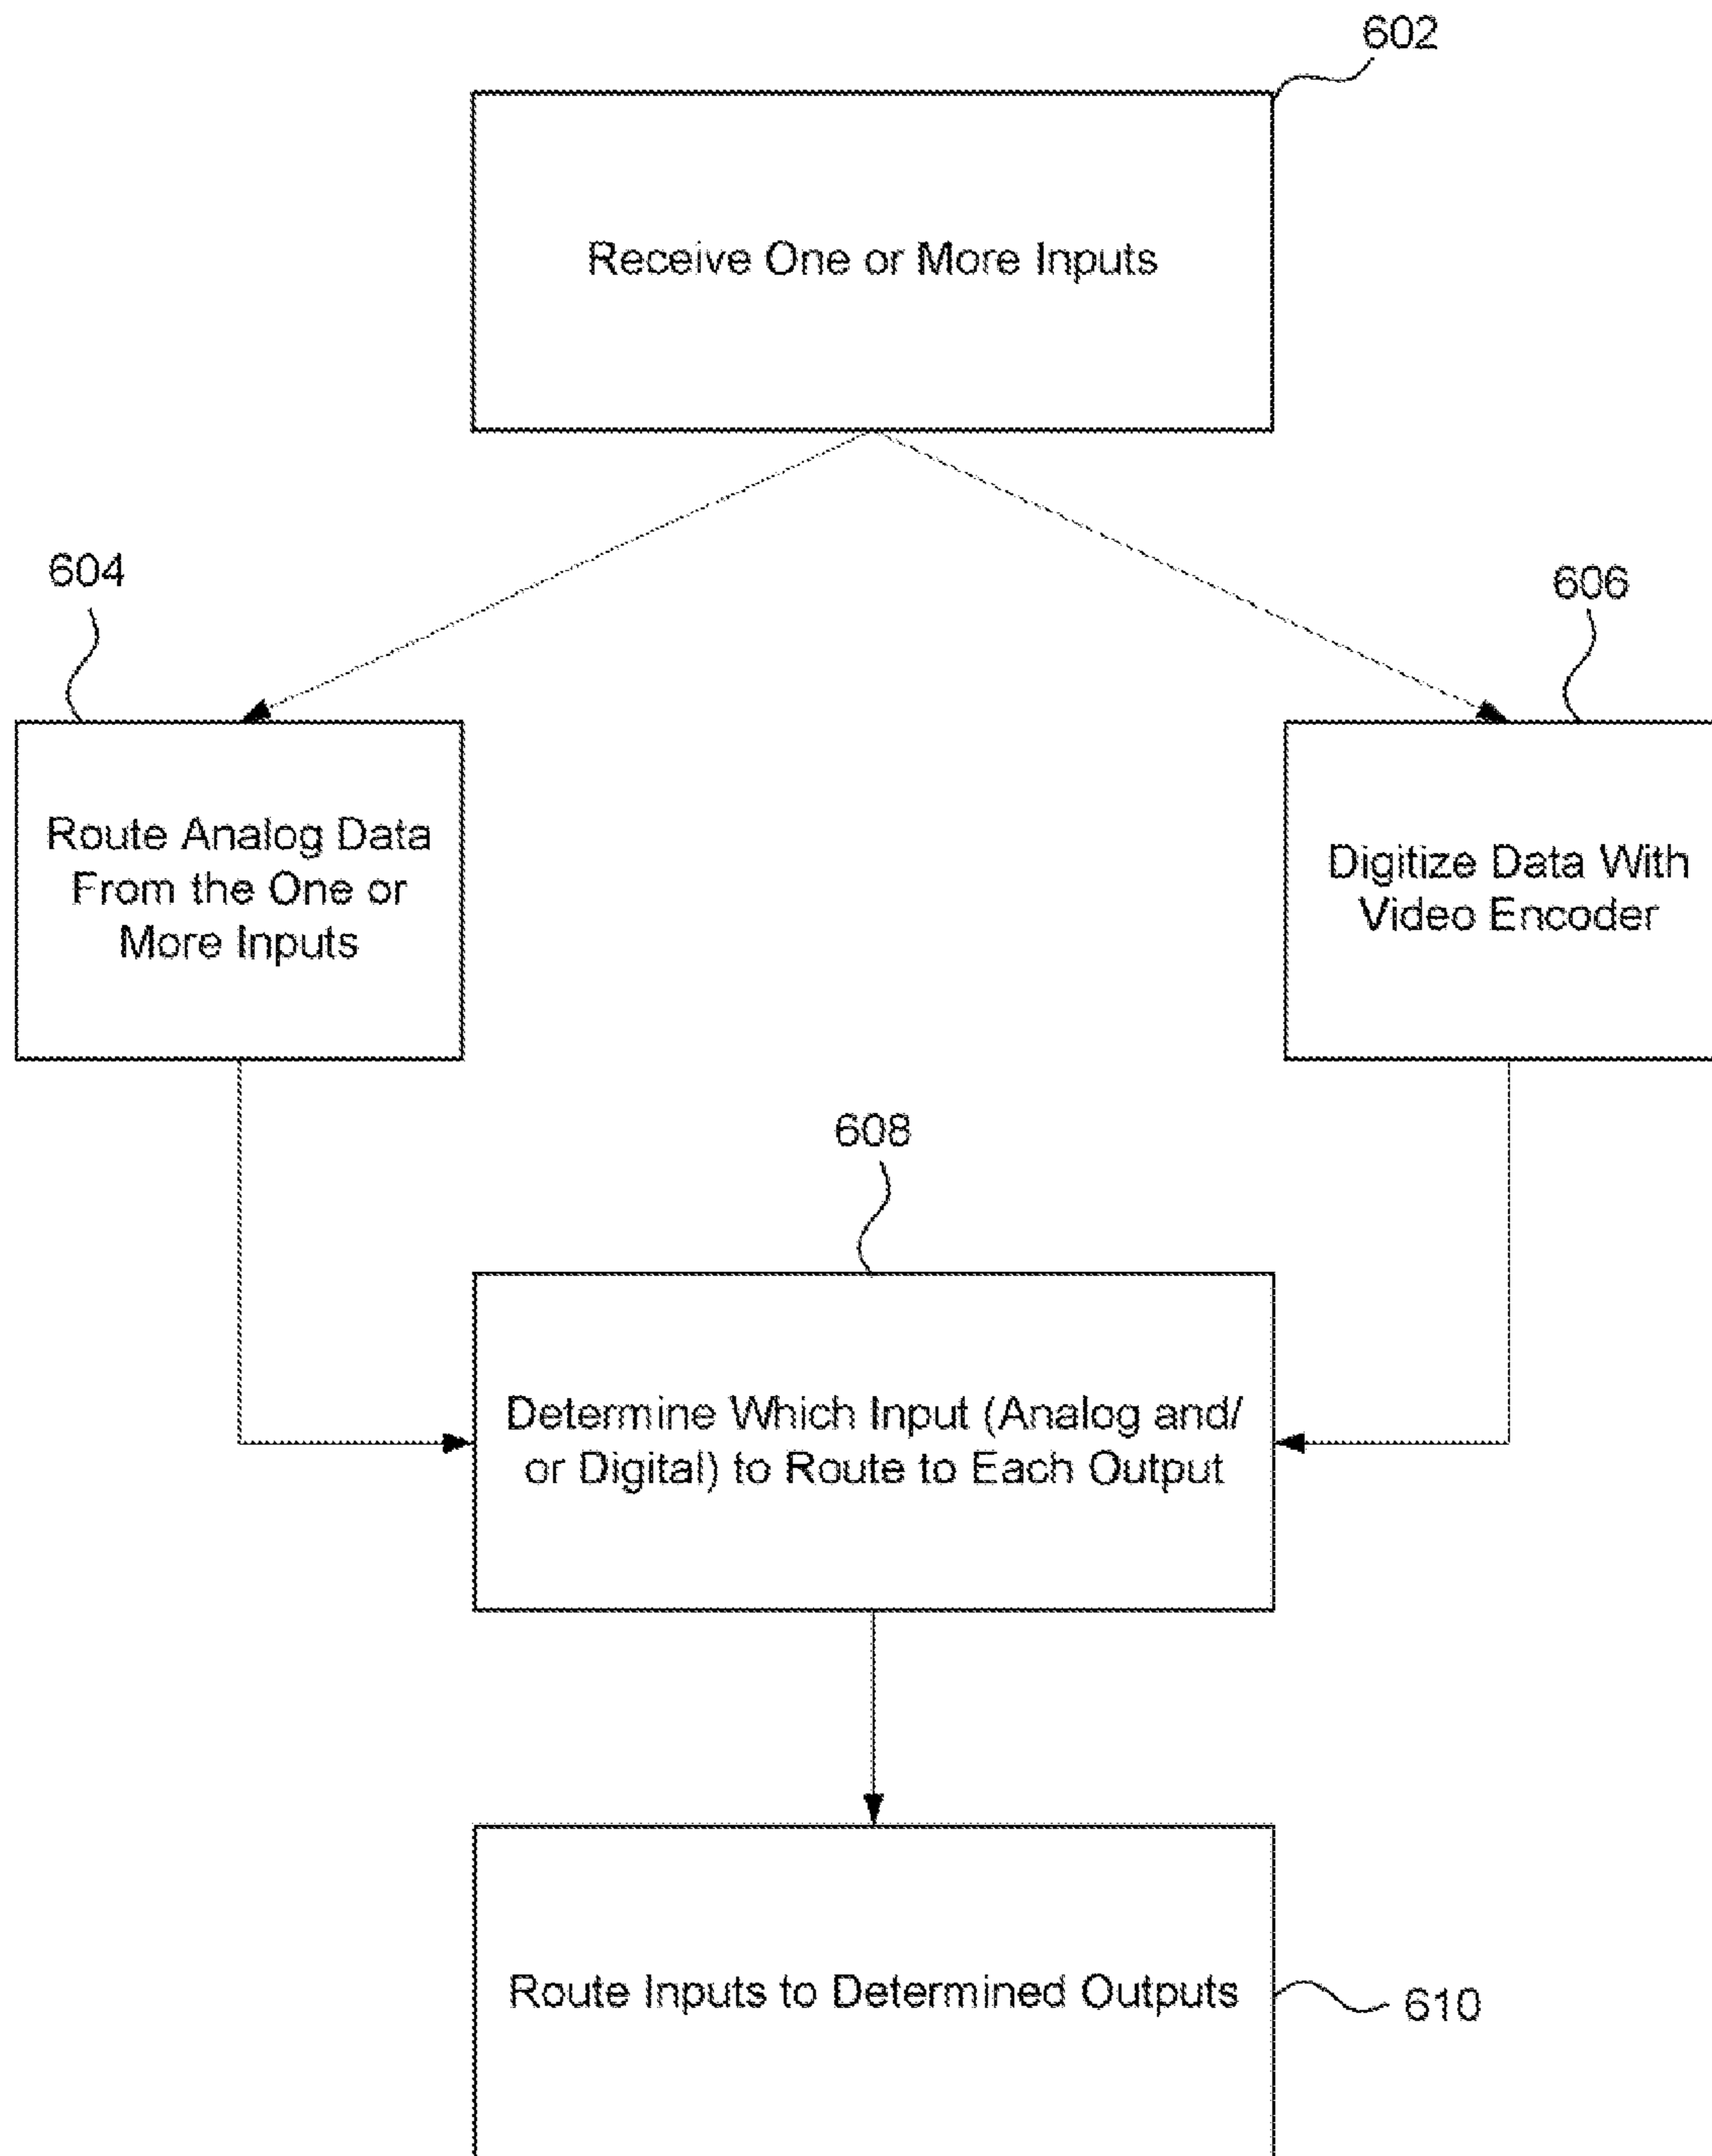 602
Receive One or More Inputs
604
606
Route Analog Data
From the One or
More Inputs
Digitize Data With
Video Encoder
608
Determine Which Input (Analog and/
or Digital) to Route to Each Output
Route Inputs to Determined Outputs
610